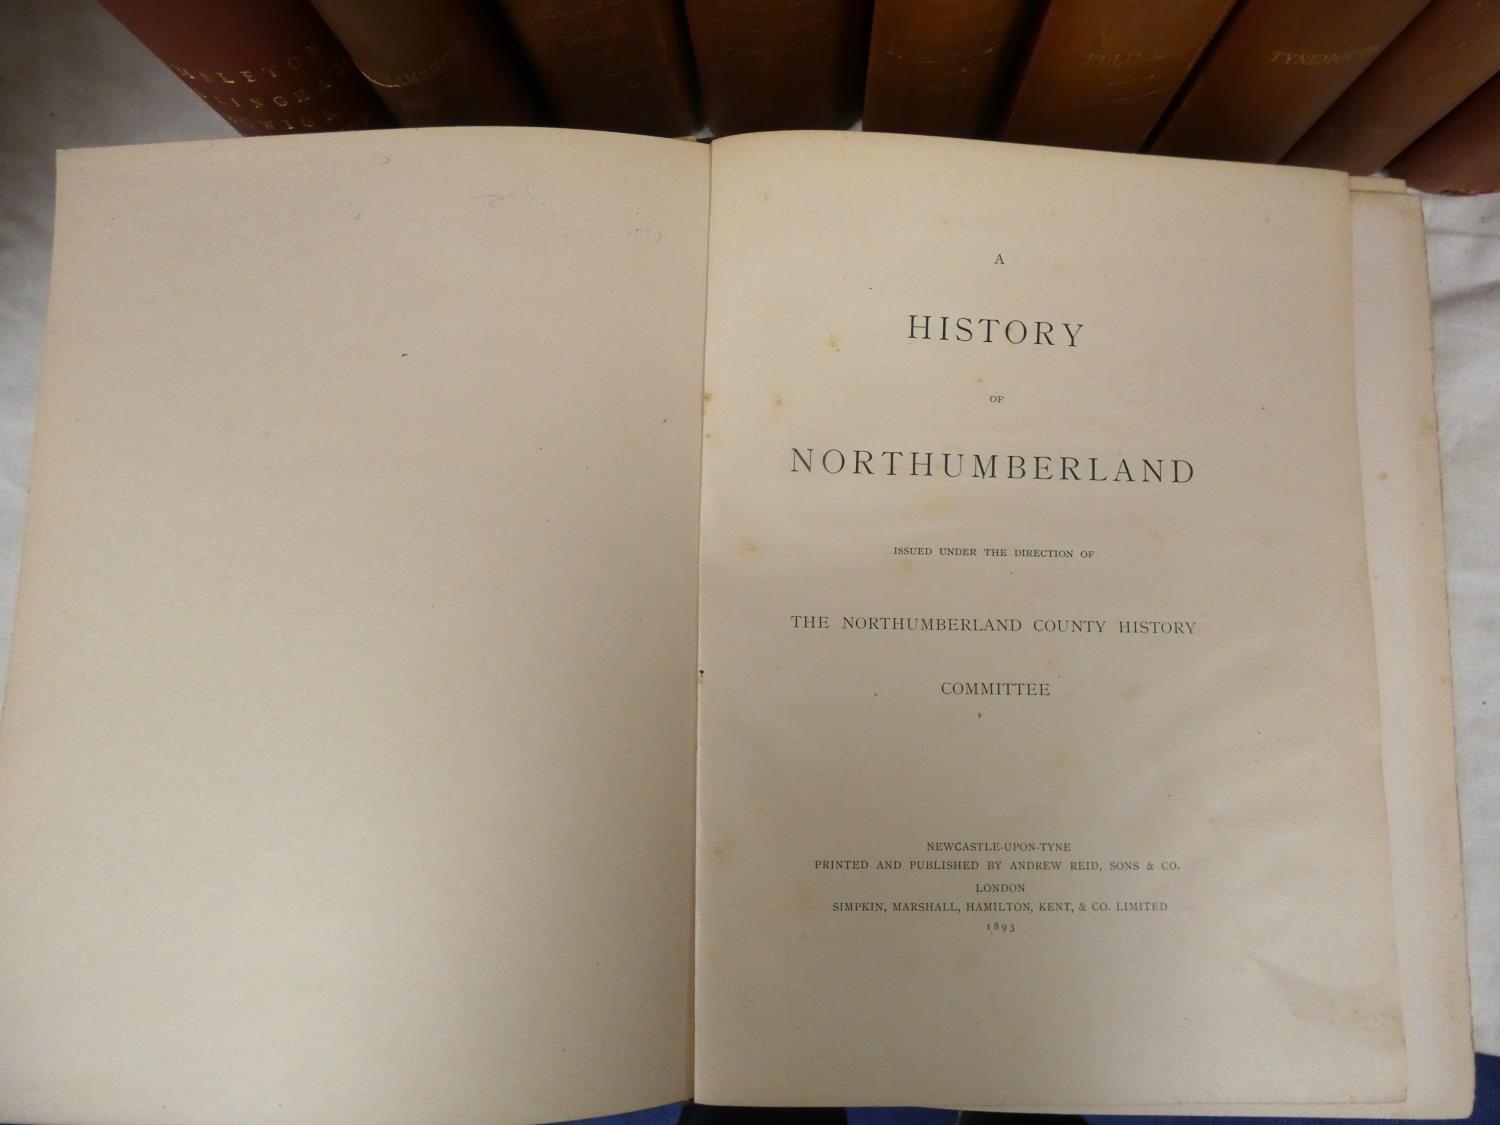 A
HISTORY
OF
NORTHUMBERLAND
ISSUED UNDER THE DIRECTION OF
THE NORTHUMBERLAND COUNTY HISTORY
COMMITTEE
NEWCASTLE-UPON-TYNE
PRINTED AND PUBLISHED BY ANDREW REID, SONS & CO.
LONDON
SIMPKIN, MARSHALL, HAMILTON, KENT, & CO. LIMITED
1893